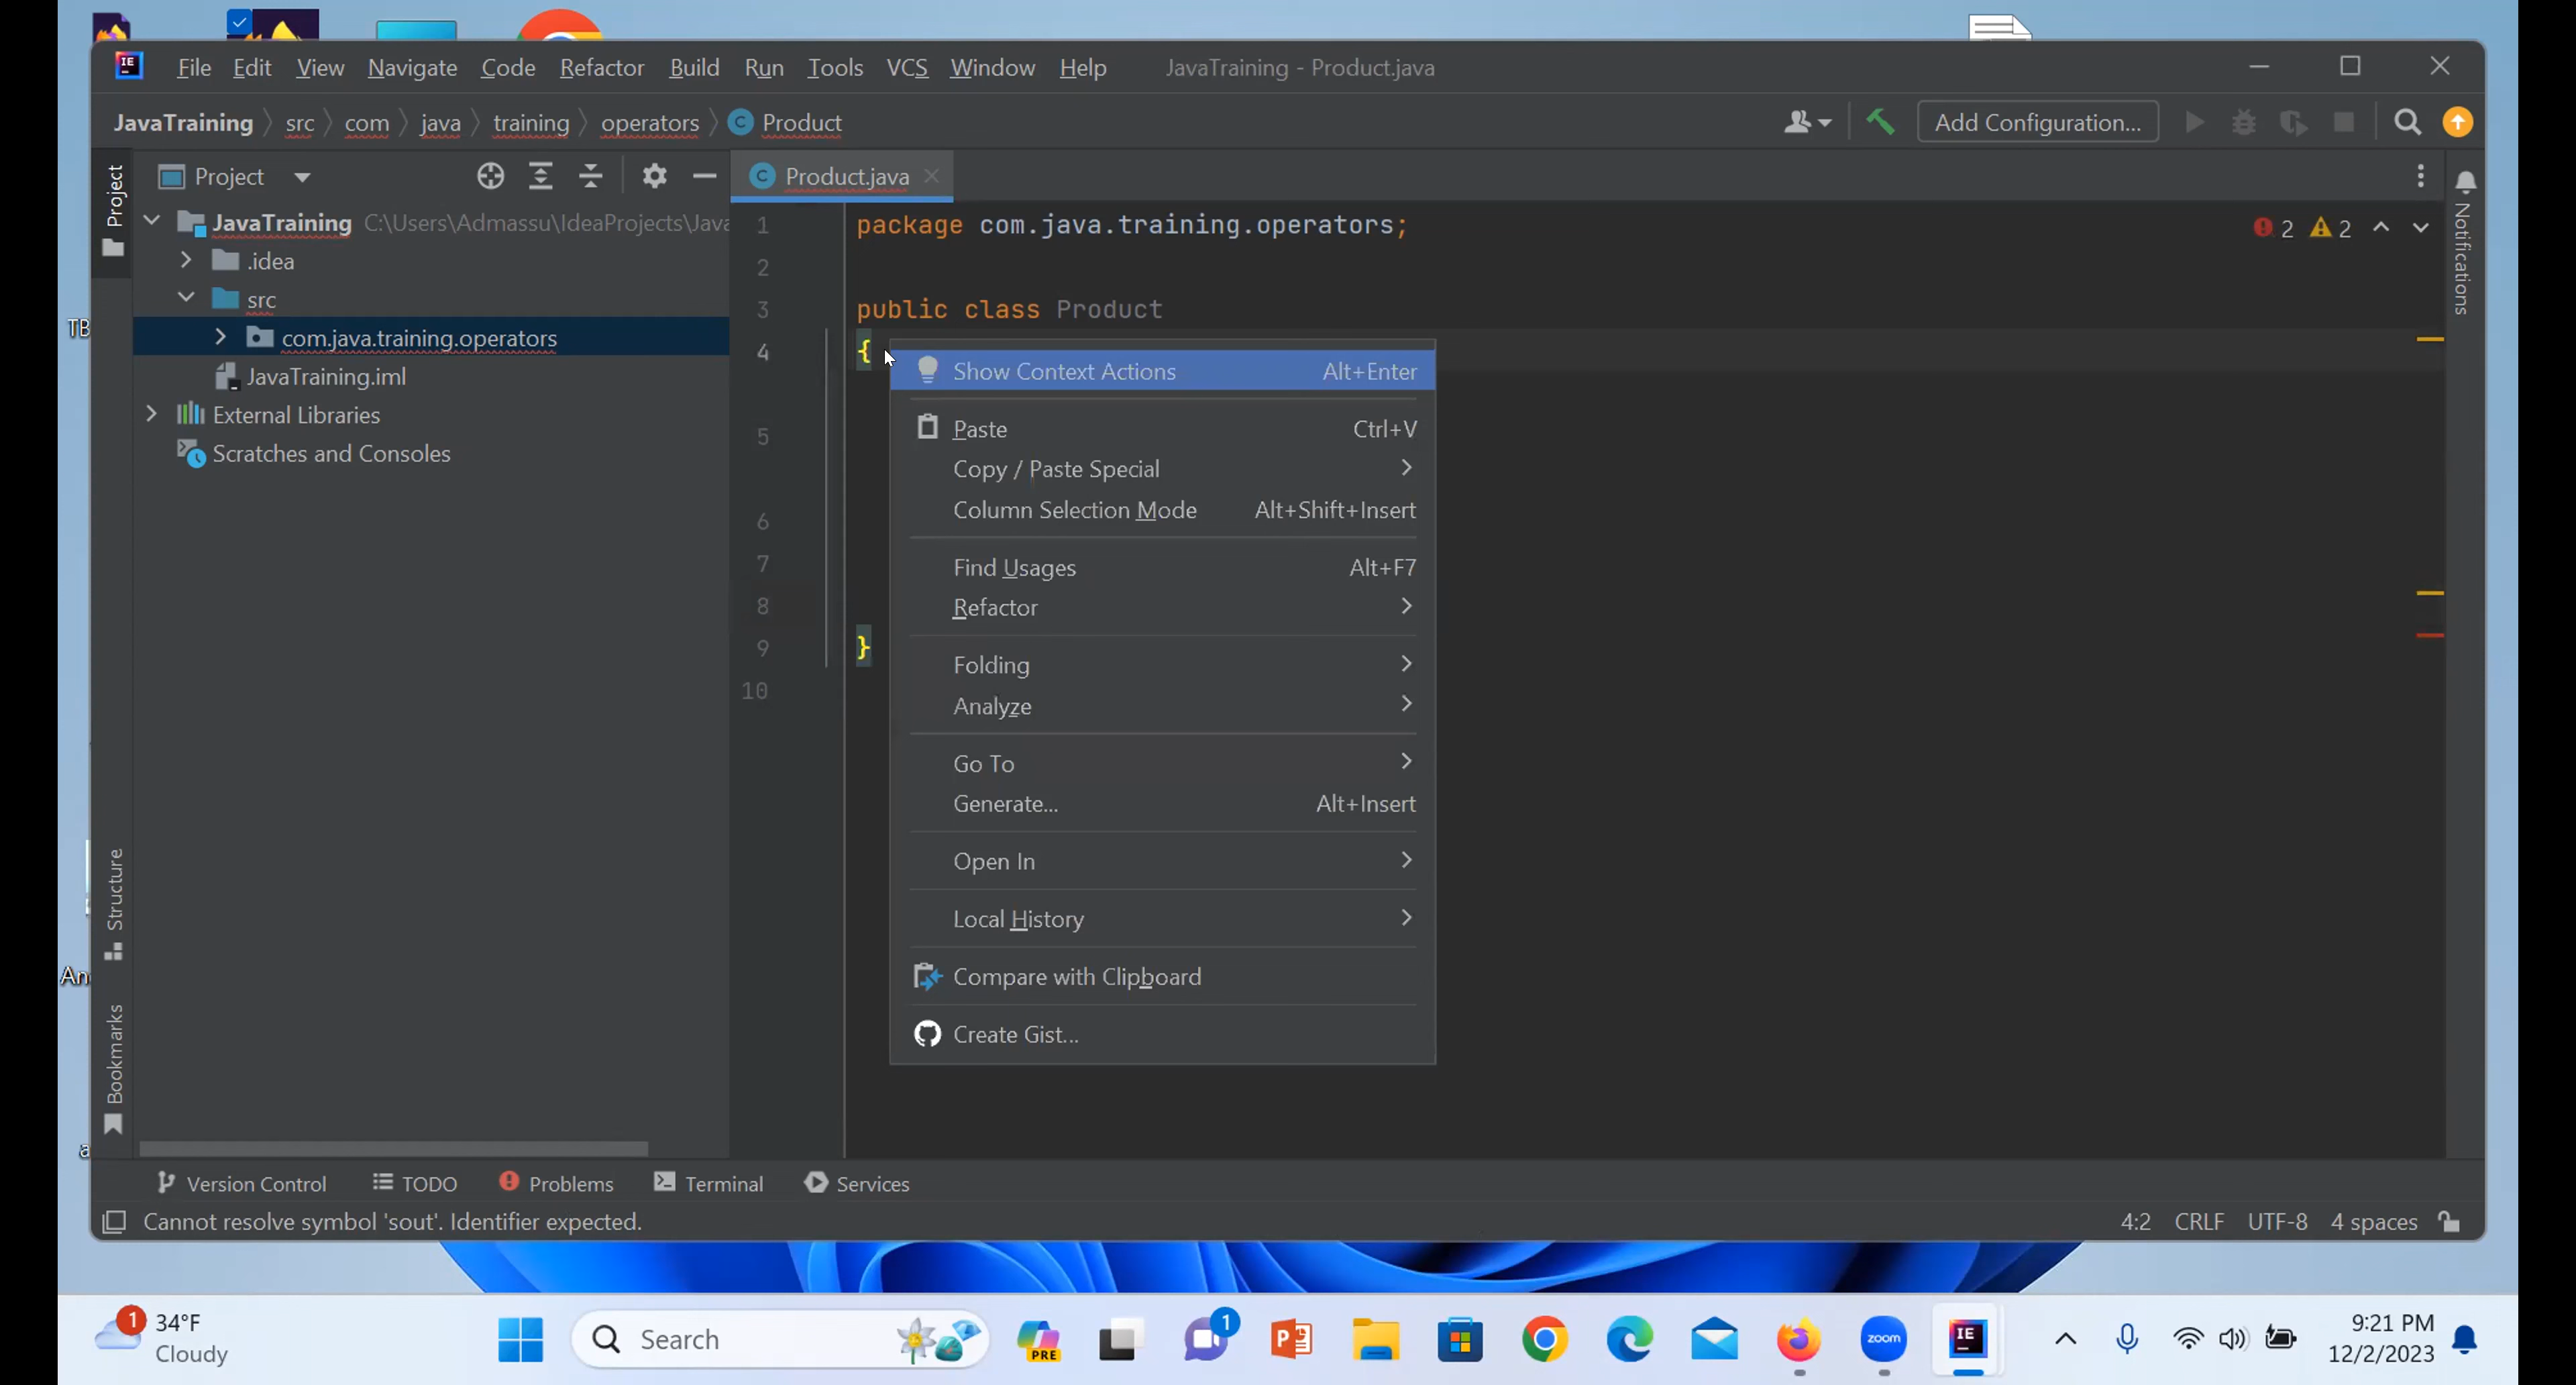 File Edit View Navigate Code Refactor Build Run Tools VCS Window Help JavaTraining - Product.java
JavaTraining src com java training operators Product Add Configuration...
Project
Project
Product.java
JavaTraining C:\Users\Admassu\IdeaProjects\Java
.idea
src
com.java.training.operators
JavaTraining.iml
External Libraries
Scratches and Consoles
1 package com.java.training.operators;
2
3 public class Product
4 {
5
6
7
8
9 }
10
2 2
Notifications
Show Context Actions Alt+Enter
Paste Ctrl+V
Copy / Paste Special
Column Selection Mode Alt+Shift+Insert
Find Usages Alt+F7
Refactor
Folding
Analyze
Go To
Generate... Alt+Insert
Open In
Local History
Compare with Clipboard
Create Gist...
Structure
Bookmarks
TB
Version Control TODO Problems Terminal Services
Cannot resolve symbol 'sout'. Identifier expected. 4:2 CRLF UTF-8 4 spaces
1 34°F
Cloudy
Search
PRE
1
zoom
IE
9:21 PM
12/2/2023